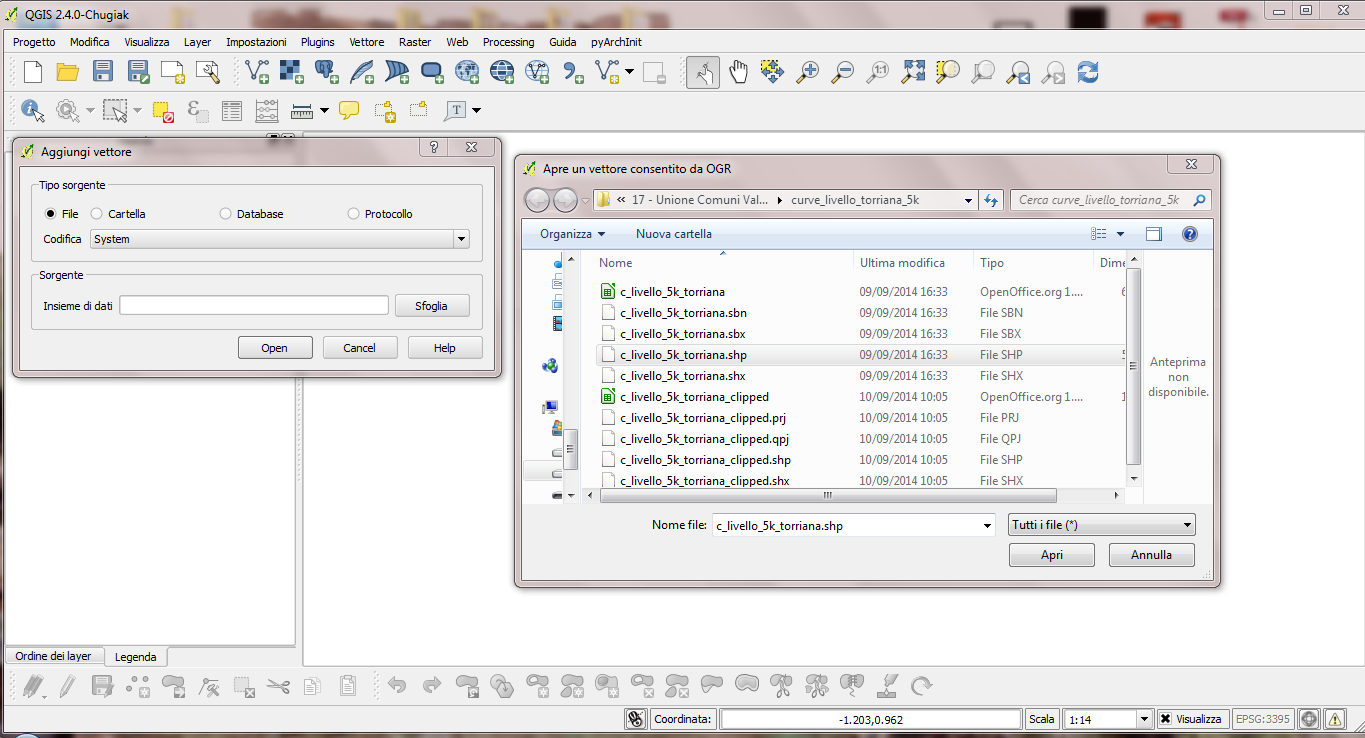 QGIS 2.4.0-Chugiak
Progetto Modifica Visualizza Layer Impostazioni Plugins Vettore Raster Web Processing Guida pyArchInit
Aggiungi vettore
Tipo sorgente
File Cartella Database Protocollo
Codifica System
Sorgente
Insieme di dati Sfoglia
Open Cancel Help
Apre un vettore consentito da OGR
« 17 - Unione Comuni Val... curve_livello_torriana_5k Cerca curve_livello_torriana_5k
Organizza Nuova cartella
Nome Ultima modifica Tipo Dime
c_livello_5k_torriana 09/09/2014 16:33 OpenOffice.org 1.... 6
c_livello_5k_torriana.sbn 09/09/2014 16:33 File SBN
c_livello_5k_torriana.sbx 09/09/2014 16:33 File SBX
c_livello_5k_torriana.shp 09/09/2014 16:33 File SHP 5
c_livello_5k_torriana.shx 09/09/2014 16:33 File SHX
c_livello_5k_torriana_clipped 10/09/2014 10:05 OpenOffice.org 1.... 1
c_livello_5k_torriana_clipped.prj 10/09/2014 10:05 File PRJ
c_livello_5k_torriana_clipped.qpj 10/09/2014 10:05 File QPJ
c_livello_5k_torriana_clipped.shp 10/09/2014 10:05 File SHP
c_livello_5k_torriana_clipped.shx 10/09/2014 10:05 File SHX
Anteprima
non
disponibile.
Nome file: c_livello_5k_torriana.shp Tutti i file (*)
Apri Annulla
Ordine dei layer Legenda
Coordinata: -1.203,0.962 Scala 1:14 Visualizza EPSG:3395